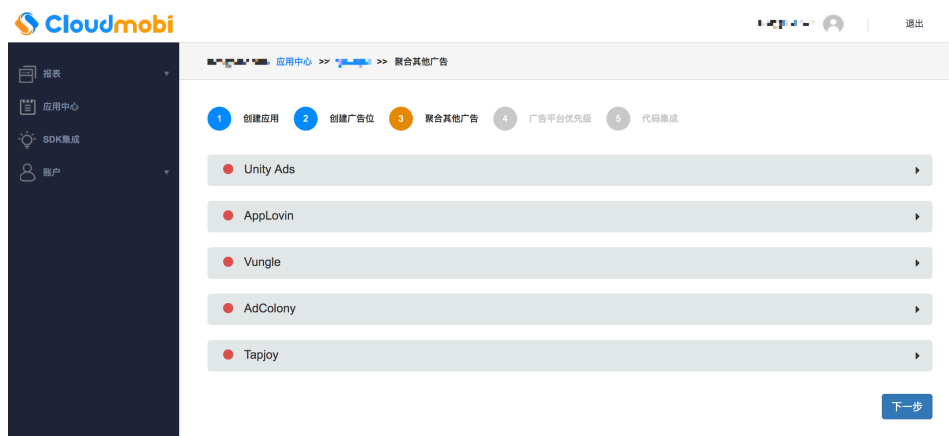 Cloudmobi
退出
报表
应用中心
SDK集成
账户
应用中心 >> >> 聚合其他广告
1 创建应用 2 创建广告位 3 聚合其他广告 4 广告平台优先级 5 代码集成
Unity Ads
AppLovin
Vungle
AdColony
Tapjoy
下一步